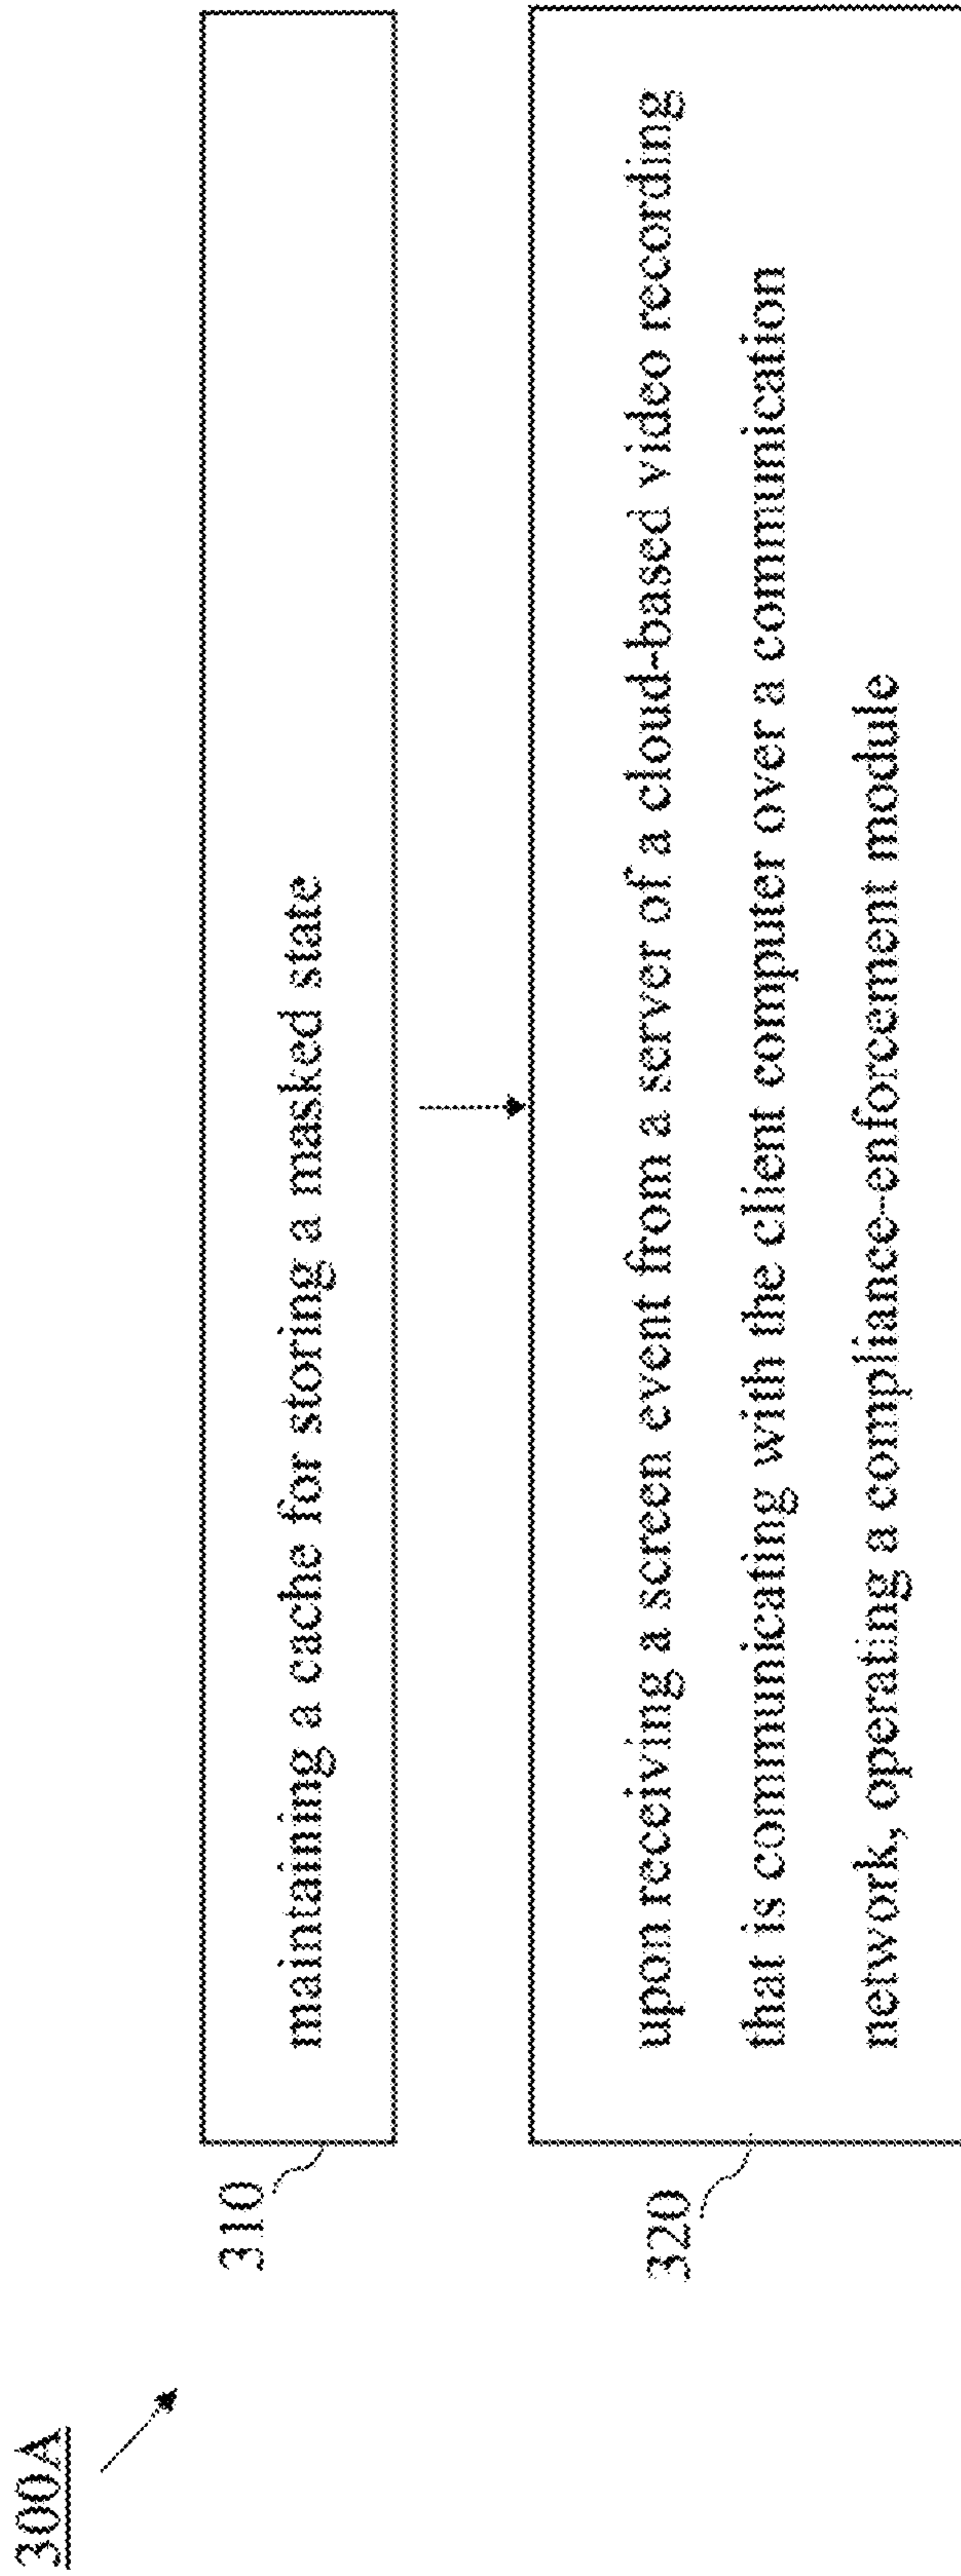 300A
310
maintaining a cache for storing a masked state
320
upon receiving a screen event from a server of a cloud-based video recording
that is communicating with the client computer over a communication
network, operating a compliance-enforcement module